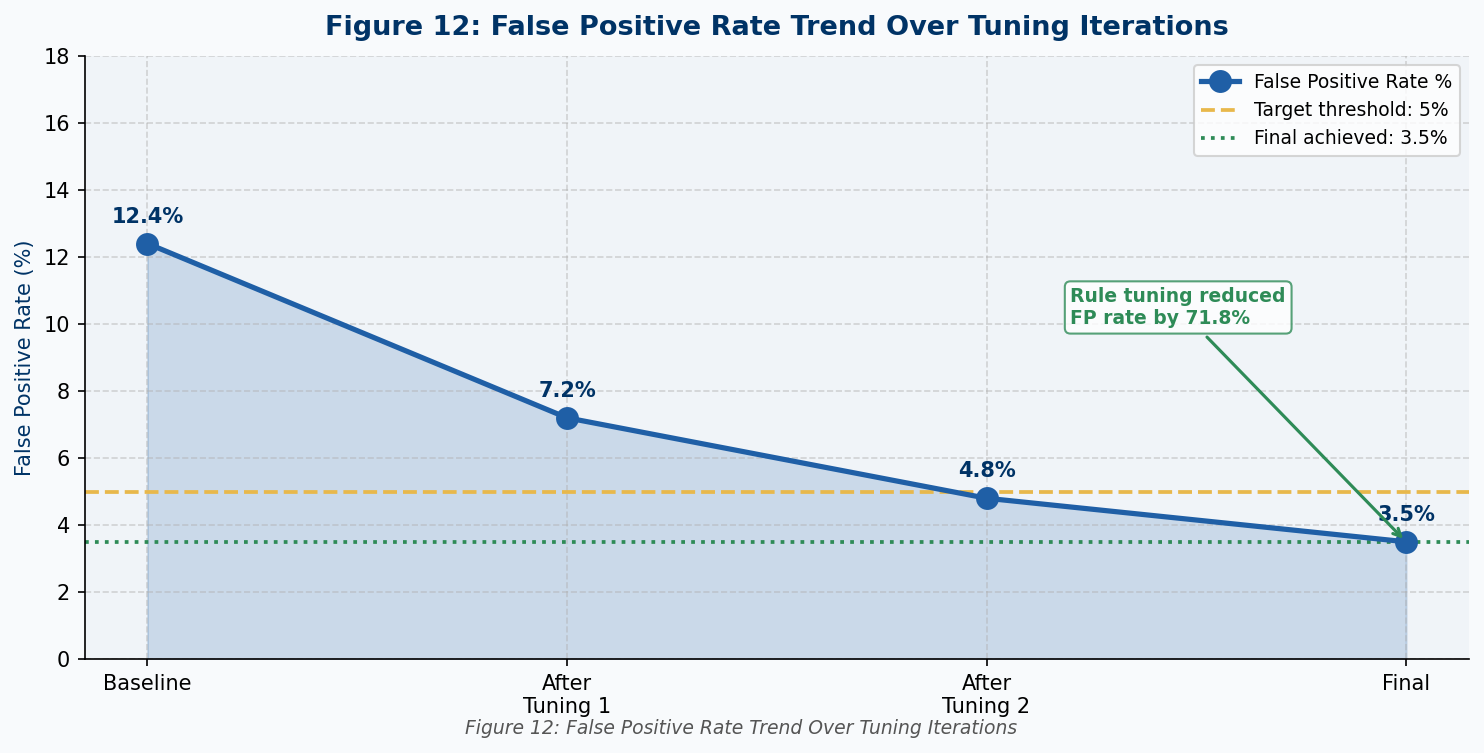 Figure 12: False Positive Rate Trend Over Tuning Iterations
False Positive Rate (%)
18
16
14
12
10
8
6
4
2
0
False Positive Rate %
Target threshold: 5%
Final achieved: 3.5%
12.4%
7.2%
4.8%
3.5%
Rule tuning reduced
FP rate by 71.8%
Baseline
After
Tuning 1
After
Tuning 2
Final
Figure 12: False Positive Rate Trend Over Tuning Iterations